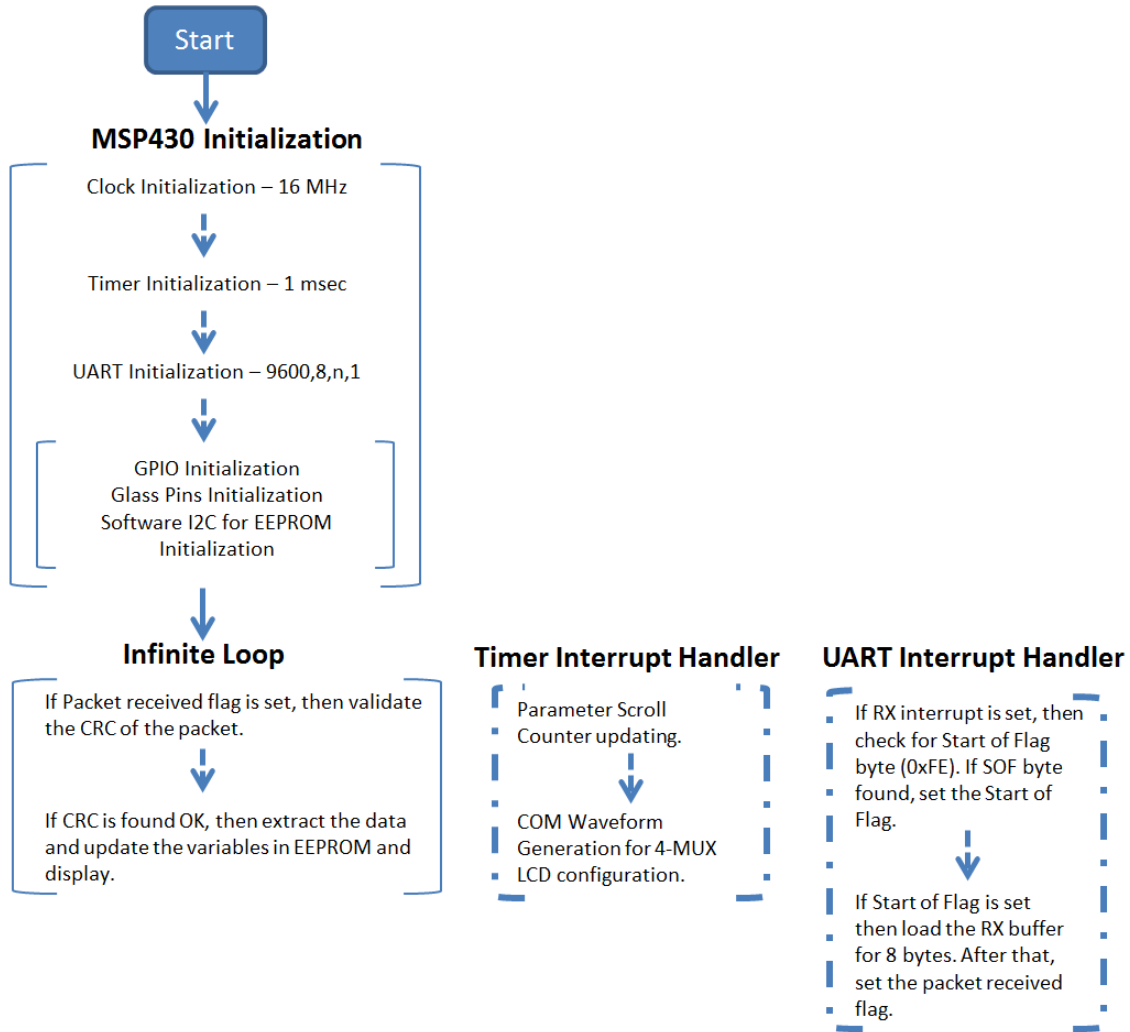 Start
MSP430 Initialization
Clock Initialization – 16 MHz
Timer Initialization – 1 msec
UART Initialization – 9600,8,n,1
GPIO Initialization
Glass Pins Initialization
Software I2C for EEPROM
Initialization
Infinite Loop
If Packet received flag is set, then validate
the CRC of the packet.
If CRC is found OK, then extract the data
and update the variables in EEPROM and
display.
Timer Interrupt Handler
Parameter Scroll
Counter updating.
COM Waveform
Generation for 4-MUX
LCD configuration.
UART Interrupt Handler
If RX interrupt is set, then
check for Start of Flag
byte (0xFE). If SOF byte
found, set the Start of
Flag.
If Start of Flag is set
then load the RX buffer
for 8 bytes. After that,
set the packet received
flag.